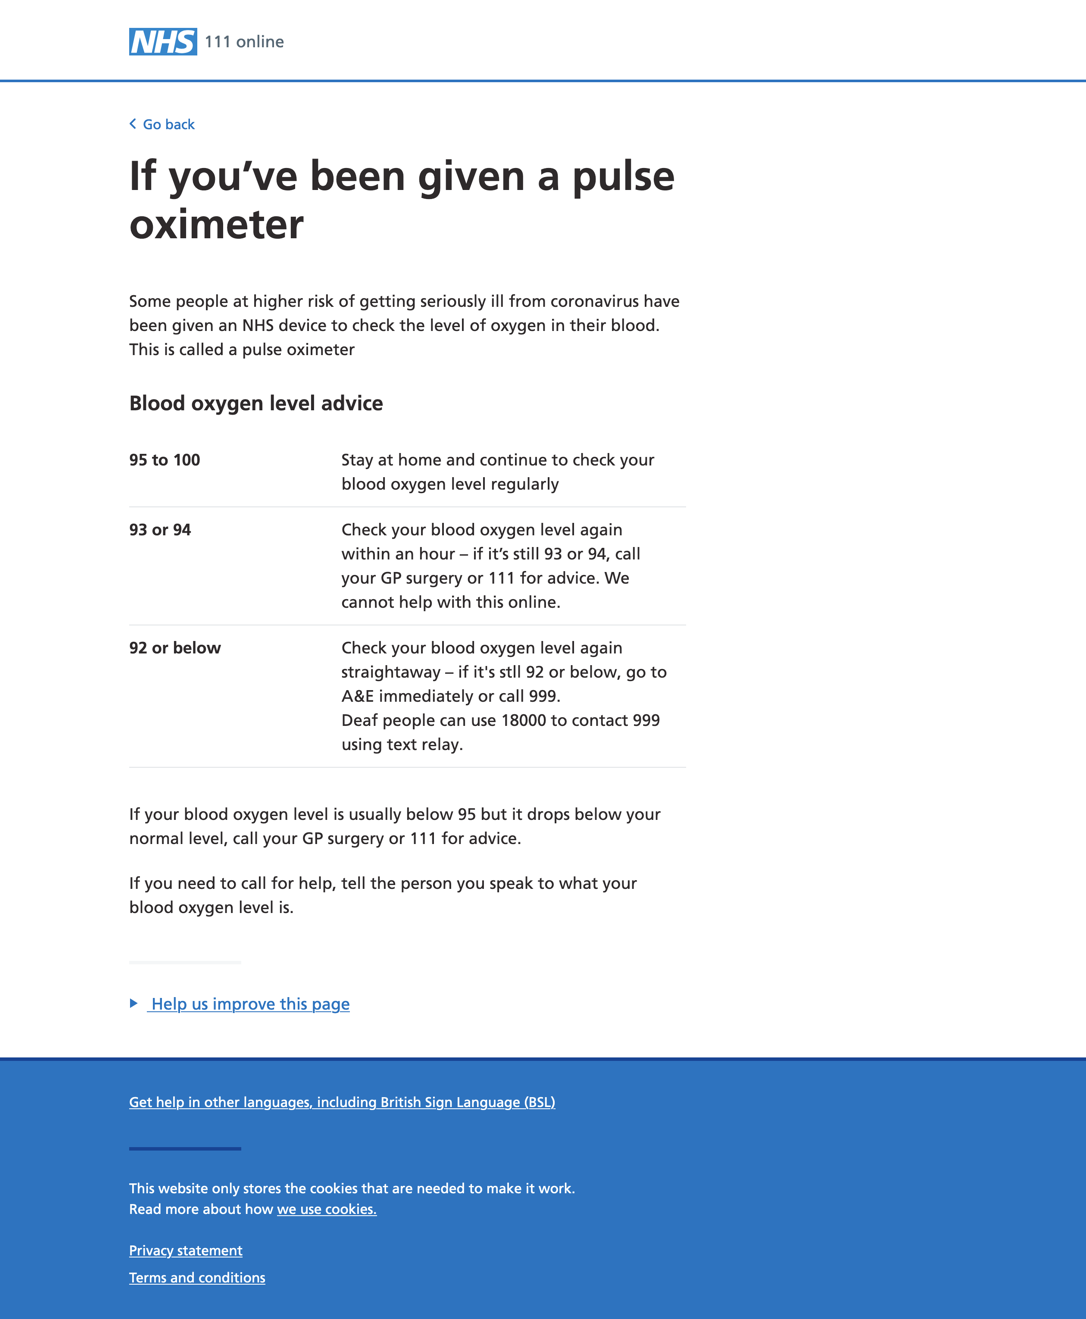 NHS 111 online
Go back
If you’ve been given a pulse
oximeter
Some people at higher risk of getting seriously ill from coronavirus have
been given an NHS device to check the level of oxygen in their blood.
This is called a pulse oximeter
Blood oxygen level advice
95 to 100
Stay at home and continue to check your
blood oxygen level regularly
93 or 94
Check your blood oxygen level again
within an hour – if it’s still 93 or 94, call
your GP surgery or 111 for advice. We
cannot help with this online.
92 or below
Check your blood oxygen level again
straightaway – if it's stll 92 or below, go to
A&E immediately or call 999.
Deaf people can use 18000 to contact 999
using text relay.
If your blood oxygen level is usually below 95 but it drops below your
normal level, call your GP surgery or 111 for advice.
If you need to call for help, tell the person you speak to what your
blood oxygen level is.
Help us improve this page
Get help in other languages, including British Sign Language (BSL)
This website only stores the cookies that are needed to make it work.
Read more about how we use cookies.
Privacy statement
Terms and conditions